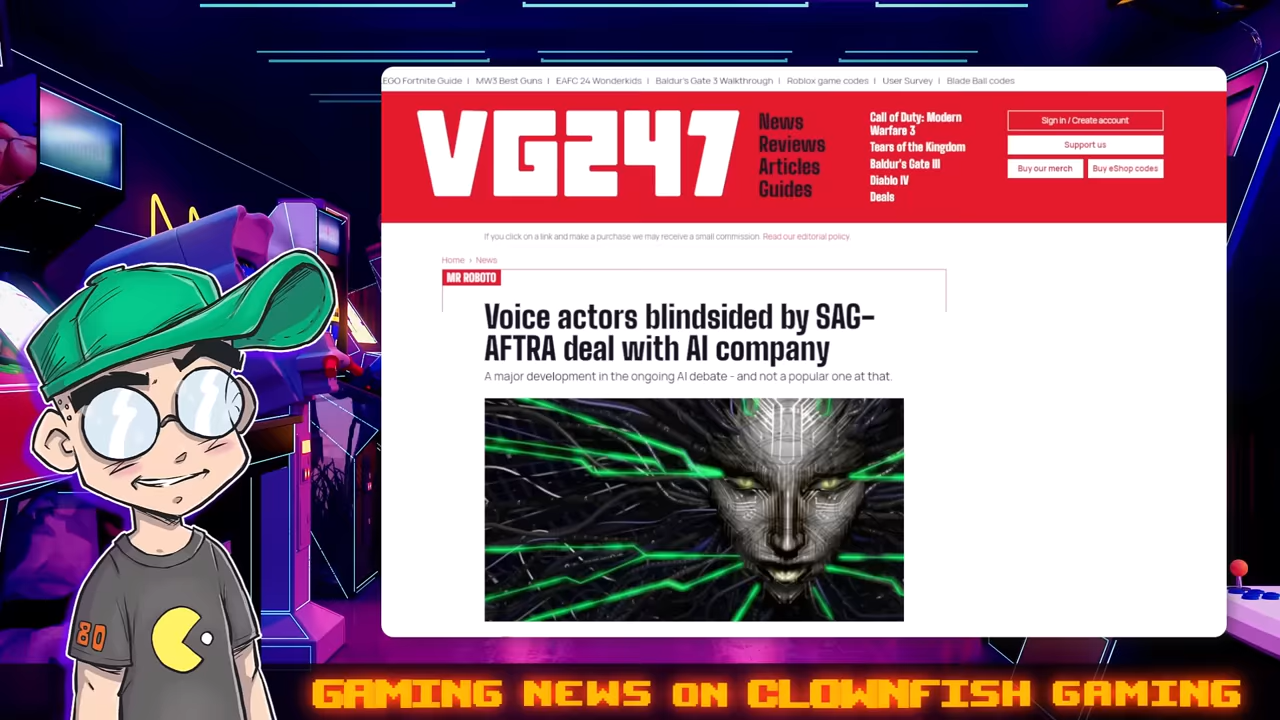 EGO Fortnite Guide | MW3 Best Guns | EAFC 24 Wonderkids | Baldur's Gate 3 Walkthrough | Roblox game codes | User Survey | Blade Ball codes
VG247
News
Reviews
Articles
Guides
Call of Duty: Modern
Warfare 3
Tears of the Kingdom
Baldur's Gate III
Diablo IV
Deals
Sign in / Create account
Support us
Buy our merch
Buy eShop codes
If you click on a link and make a purchase we may receive a small commission. Read our editorial policy.
Home › News
MR ROBOTO
Voice actors blindsided by SAG-
AFTRA deal with AI company
A major development in the ongoing AI debate - and not a popular one at that.
80
GAMING NEWS ON CLOWNFISH GAMING